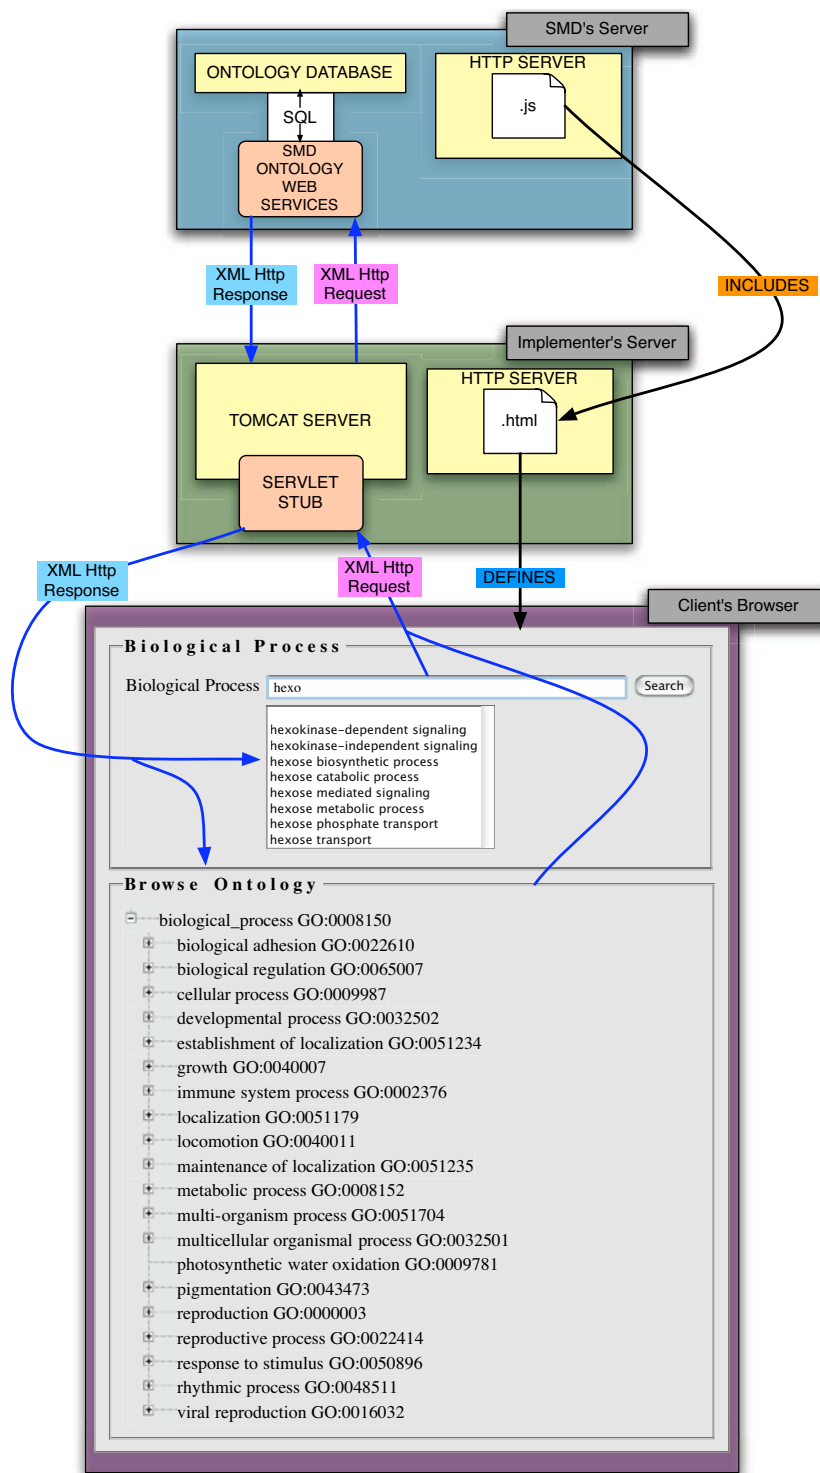 SMD's Server
ONTOLOGY DATABASE
HTTP SERVER
.js
SQL
SMD
ONTOLOGY
WEB
SERVICES
XML Http
Response
XML Http
Request
INCLUDES
Implementer's Server
HTTP SERVER
.html
TOMCAT SERVER
SERVLET
STUB
XML Http
Response
XML Http
Request
DEFINES
Client's Browser
Biological Process
Biological Process
hexo
Search
hexokinase-dependent signaling
hexokinase-independent signaling
hexose biosynthetic process
hexose catabolic process
hexose mediated signaling
hexose metabolic process
hexose phosphate transport
hexose transport
Browse Ontology
biological_process GO:0008150
biological adhesion GO:0022610
biological regulation GO:0065007
cellular process GO:0009987
developmental process GO:0032502
establishment of localization GO:0051234
growth GO:0040007
immune system process GO:0002376
localization GO:0051179
locomotion GO:0040011
maintenance of localization GO:0051235
metabolic process GO:0008152
multi-organism process GO:0051704
multicellular organismal process GO:0032501
photosynthetic water oxidation GO:0009781
pigmentation GO:0043473
reproduction GO:0000003
reproductive process GO:0022414
response to stimulus GO:0050896
rhythmic process GO:0048511
viral reproduction GO:0016032